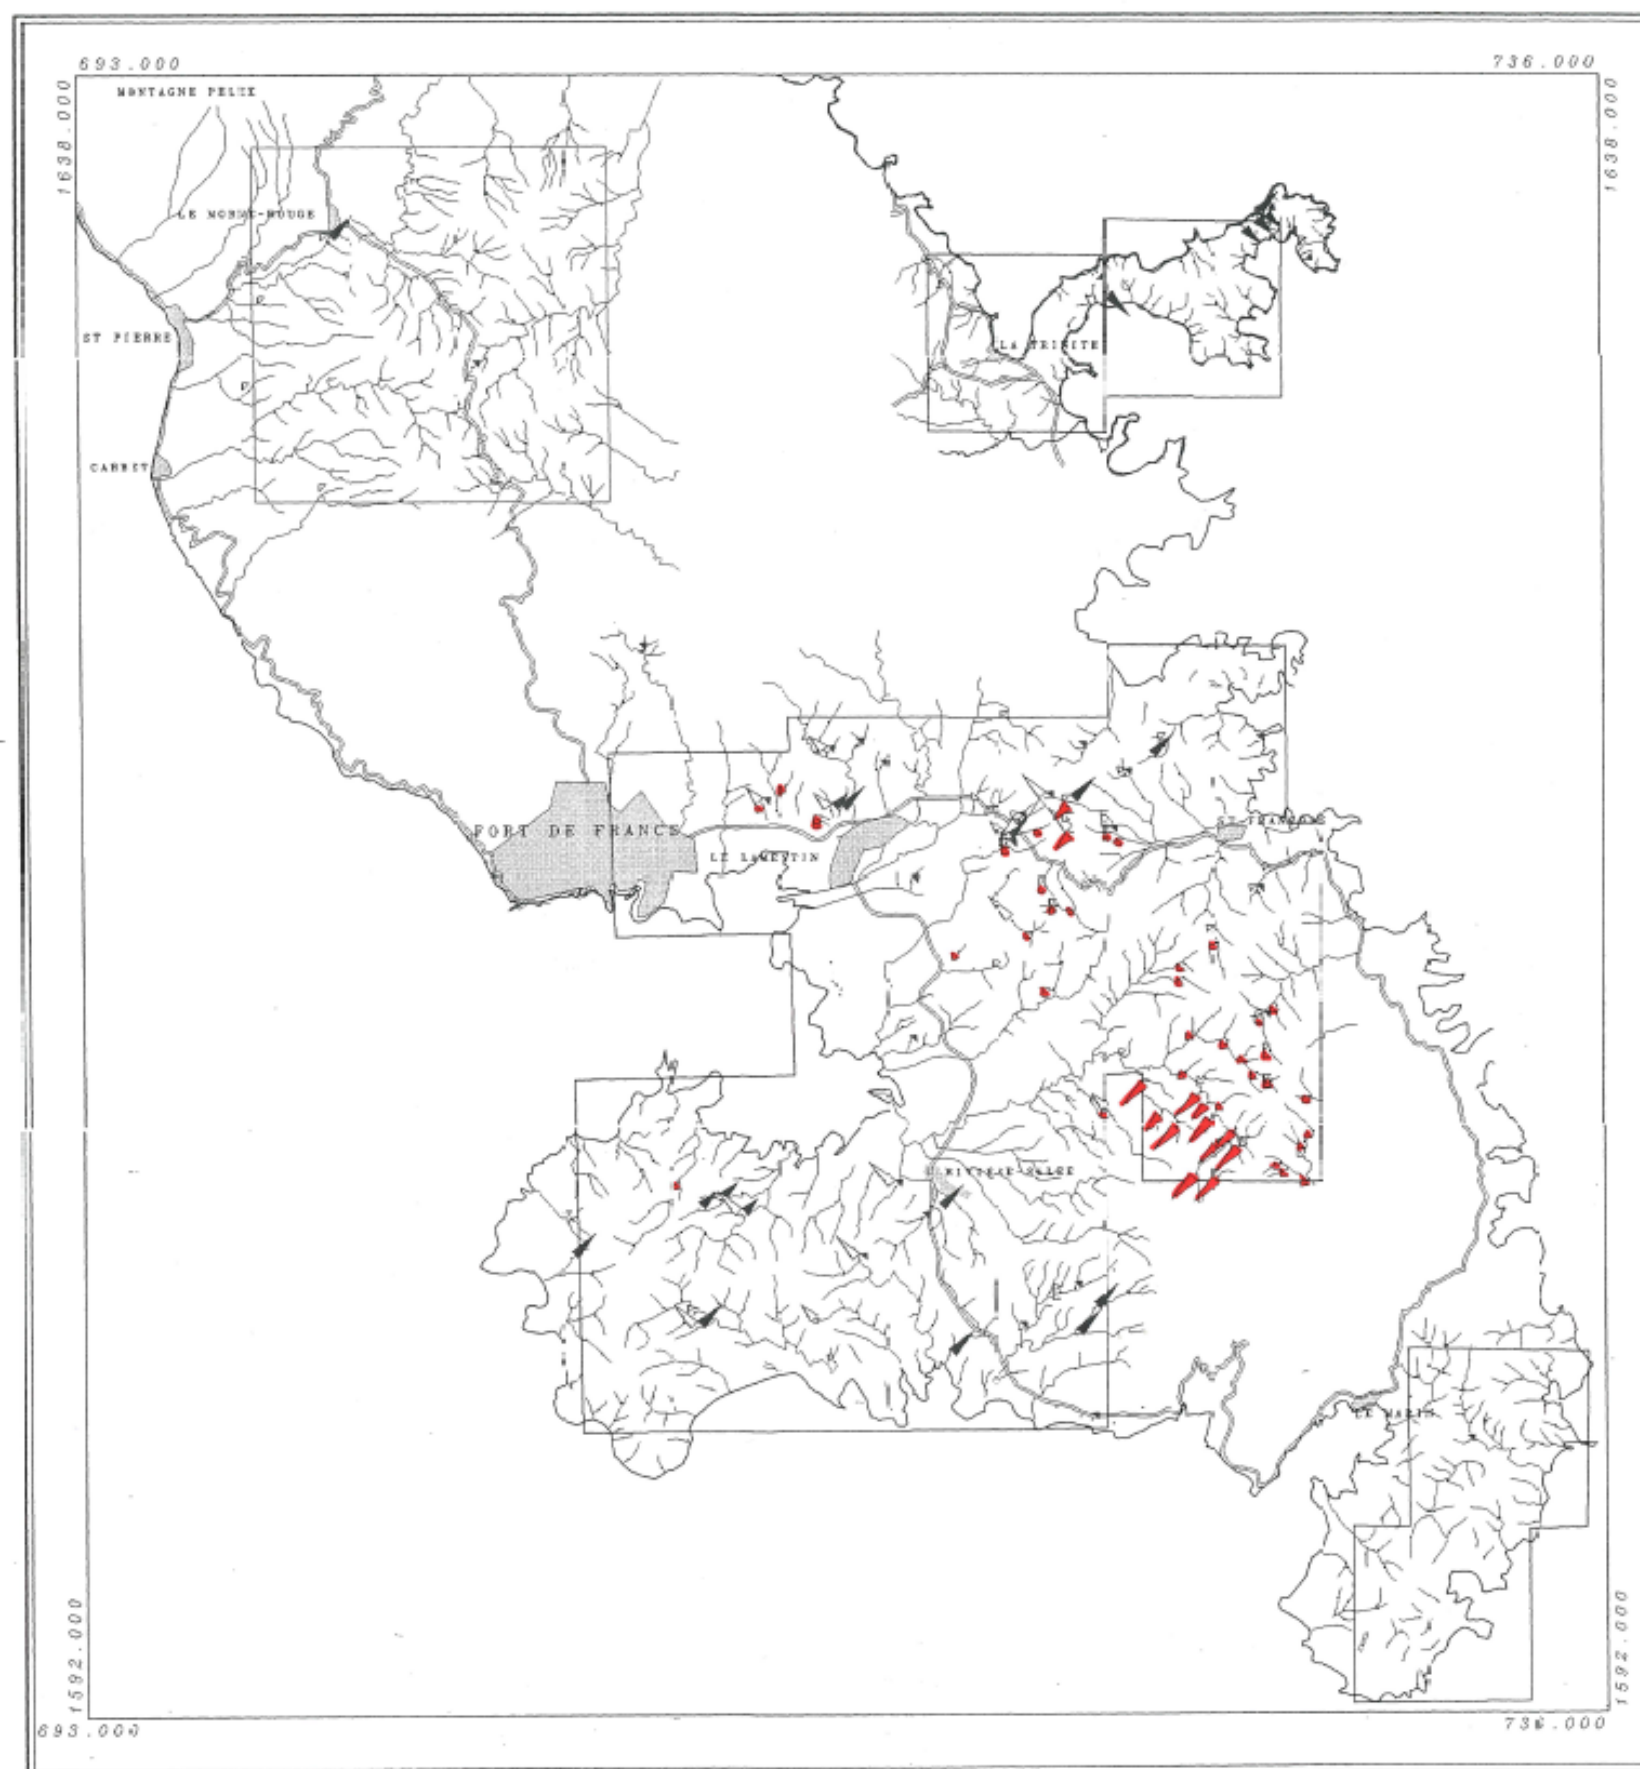 693.000
736.000
1638.000
1638.000
MONTAGNE PELEE
LE MORNE-ROUGE
ST PIERRE
LA TRINITE
CARBET
FORT DE FRANCE
LE LAMENTIN
ST FRANCOIS
RIVIERE-SALEE
LE MARIN
1592.000
1592.000
693.000
736.000